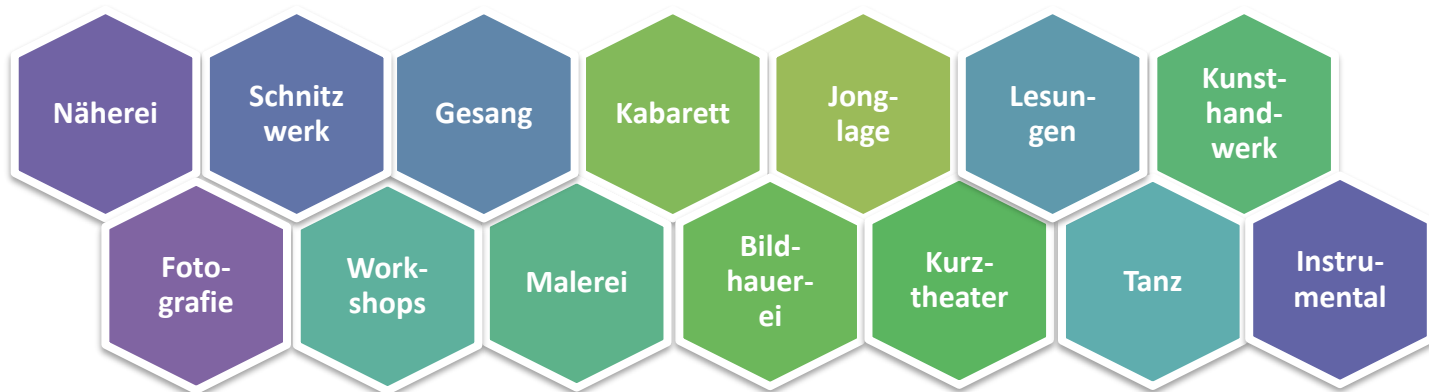 Näherei
Schnitz
werk
Gesang
Kabarett
Jong-
lage
Lesun-
gen
Kunst-
hand-
werk
Foto-
grafie
Work-
shops
Malerei
Bild-
hauer-
ei
Kurz-
theater
Tanz
Instru-
mental